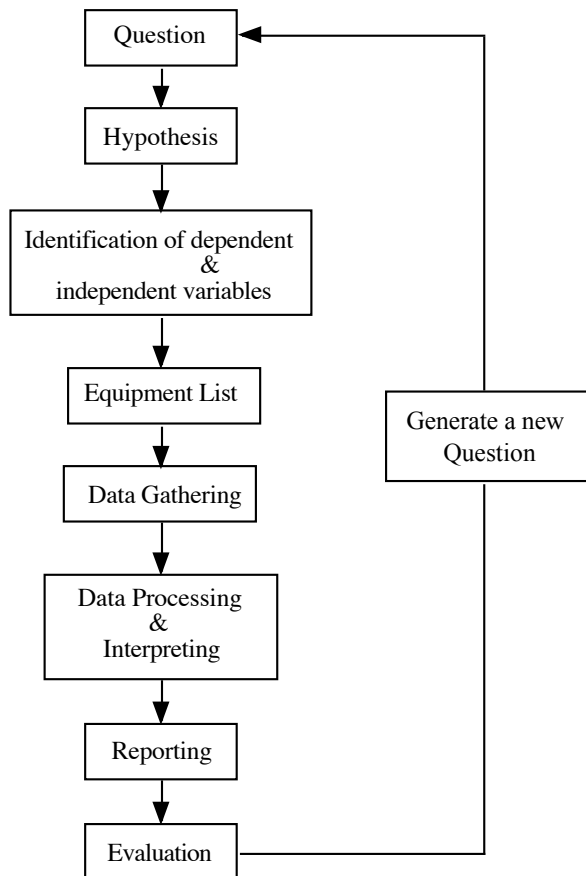 Question
Hypothesis
Identification of dependent
&
independent variables
Equipment List
Data Gathering
Data Processing
&
Interpreting
Reporting
Evaluation
Generate a new
Question